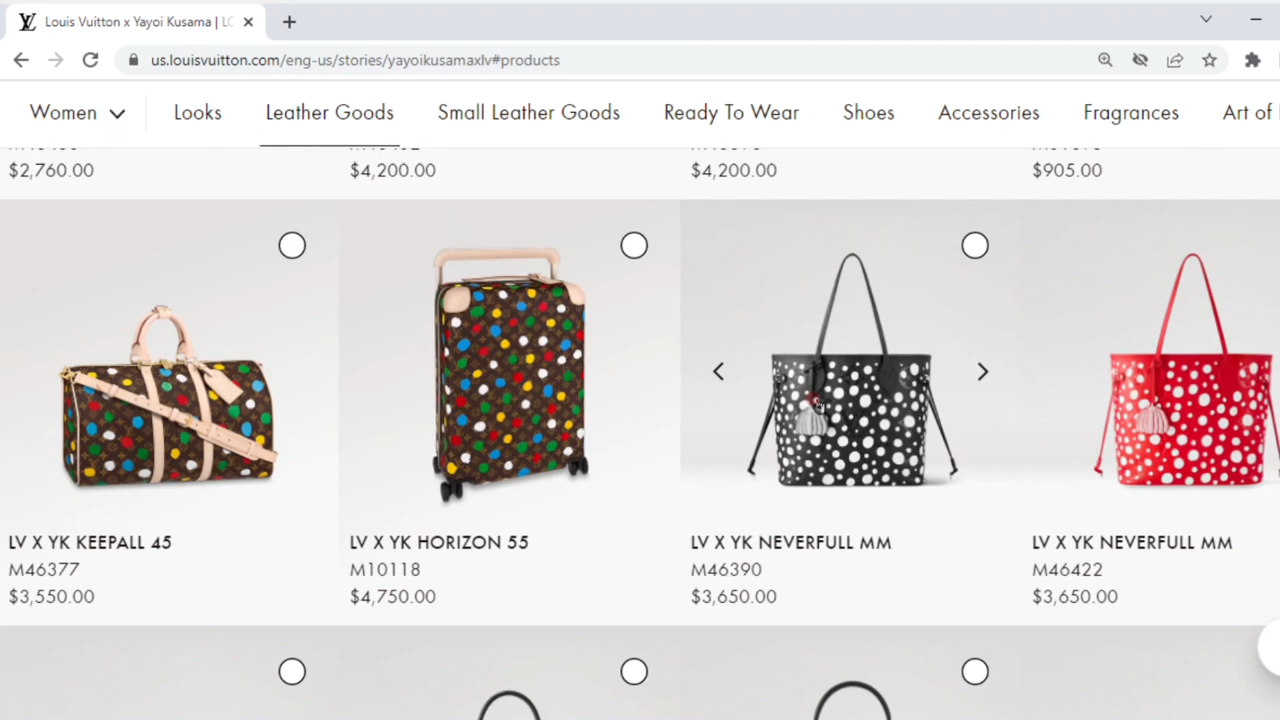 Louis Vuitton x Yayoi Kusama | LO
us.louisvuitton.com/eng-us/stories/yayoikusamaxlv#products
Women Looks Leather Goods Small Leather Goods Ready To Wear Shoes Accessories Fragrances Art of
$2,760.00 $4,200.00 $4,200.00 $905.00
LV X YK KEEPALL 45 LV X YK HORIZON 55 LV X YK NEVERFULL MM LV X YK NEVERFULL MM
M46377 M10118 M46390 M46422
$3,550.00 $4,750.00 $3,650.00 $3,650.00